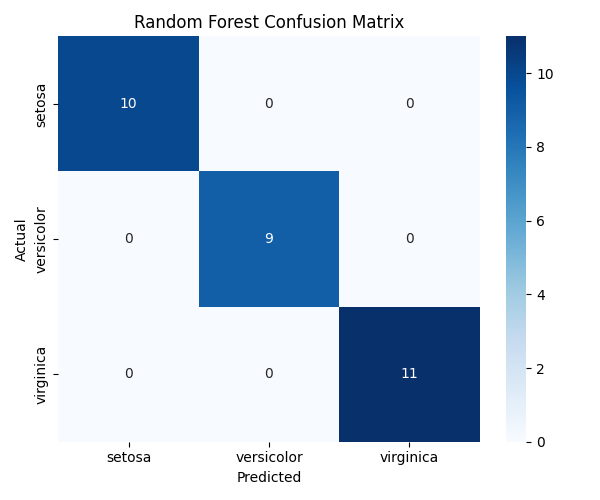 Random Forest Confusion Matrix
setosa
10
0
0
Actual
versicolor
0
9
0
virginica
0
0
11
setosa
versicolor
virginica
Predicted
10
8
6
4
2
0